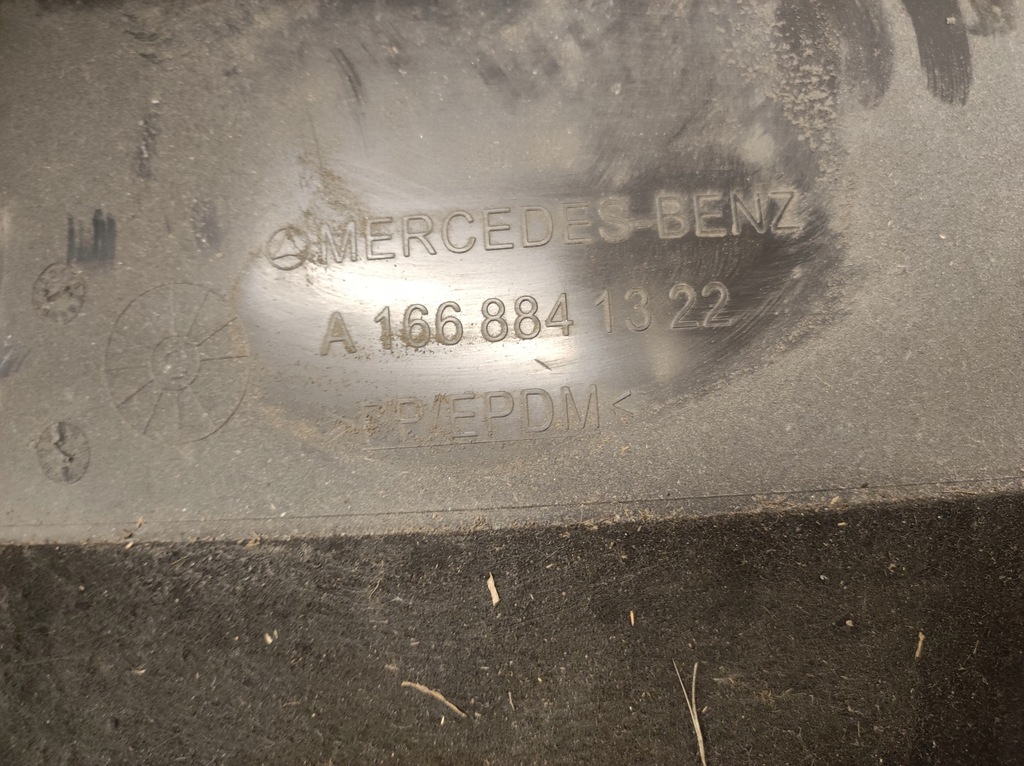 MERCEDES-BENZ
A 166 884 13 22
>PP/EPDM<